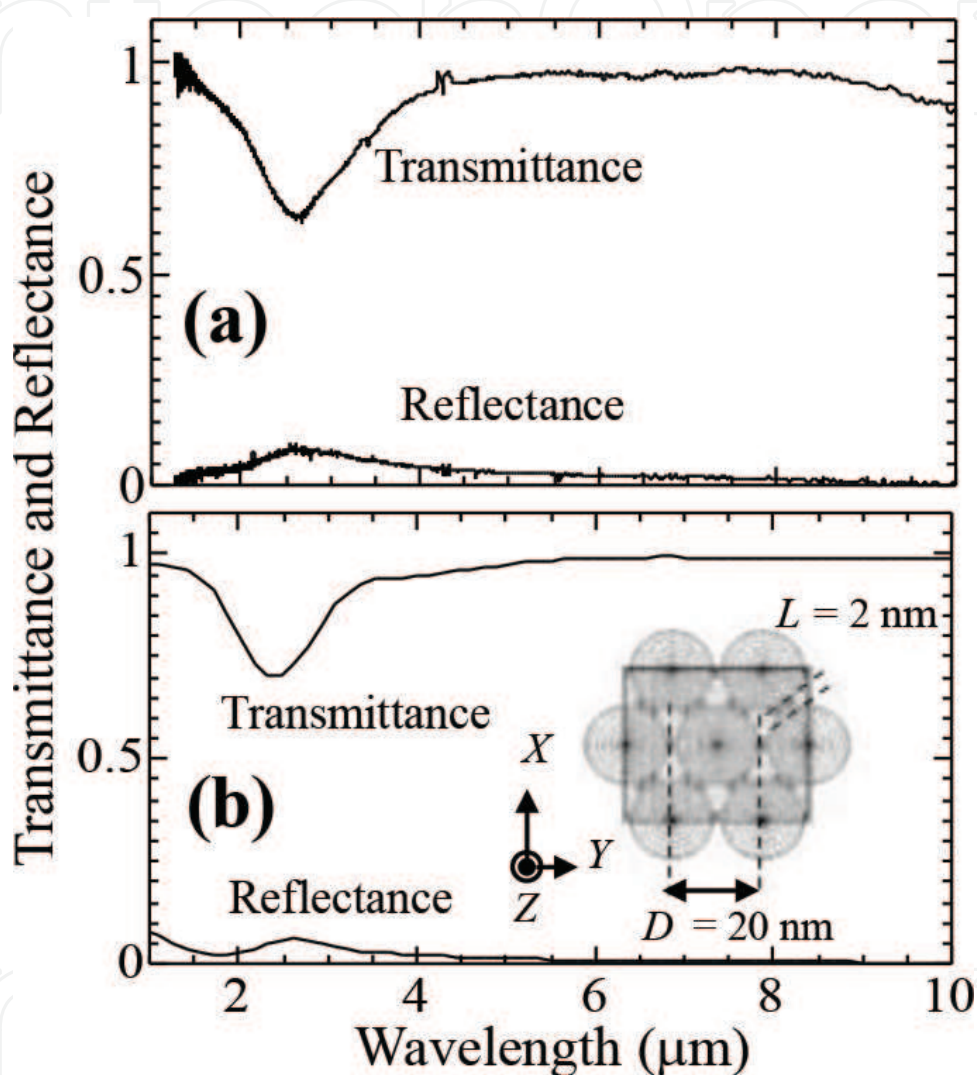 Transmittance and Reflectance
1
0.5
0
Transmittance
(a)
Reflectance
1
0.5
0
L = 2 nm
Transmittance
X
Y
Z
(b)
Reflectance
D = 20 nm
2 4 6 8 10
Wavelength (μm)